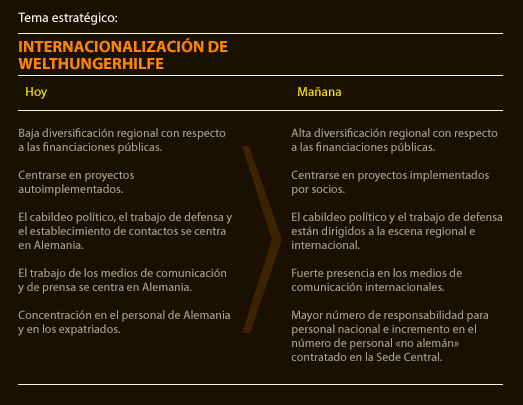 Tema estratégico:
INTERNACIONALIZACIÓN DE
WELTHUNGERHILFE
Hoy
Mañana
Baja diversificación regional con respecto
a las financiaciones públicas.
Alta diversificación regional con respecto
a las financiaciones públicas.
Centrarse en proyectos
autoimplementados.
Centrarse en proyectos implementados
por socios.
El cabildeo político, el trabajo de defensa y
el establecimiento de contactos se centra
en Alemania.
El cabildeo político y el trabajo de defensa
están dirigidos a la escena regional e
internacional.
El trabajo de los medios de comunicación
y de prensa se centra en Alemania.
Fuerte presencia en los medios de
comunicación internacionales.
Concentración en el personal de Alemania
y en los expatriados.
Mayor número de responsabilidad para
personal nacional e incremento en el
número de personal «no alemán»
contratado en la Sede Central.